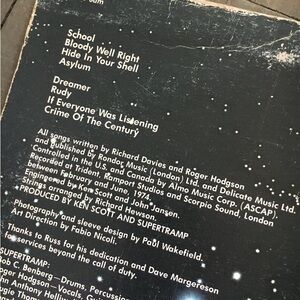 School
Bloody Well Right
Hide In Your Shell
Asylum
Dreamer
Rudy
If Everyone Was Listening
Crime Of The Century
All songs written by Richard Davies and Roger Hodgson
and published by Rondor Music (London) Ltd. and Delicate Music Ltd.
Controlled in the U.S. and Canada by Almo Music Corp. (ASCAP).
Recorded at Trident, Ramport Studios and Scorpio Sound, London
between February and June, 1974.
Engineered by Ken Scott and John Jansen.
Strings arranged by Richard Hewson.
PRODUCED BY KEN SCOTT AND SUPERTRAMP
Photography and sleeve design by Paul Wakefield.
Art Direction by Fabio Nicoli.
Thanks to Russ for his dedication and Dave Margereson
services beyond the call of duty.
SUPERTRAMP:
ob C. Benberg—Drums, Percussion
oger Hodgson—Vocals,
hn Anthony Helliwell